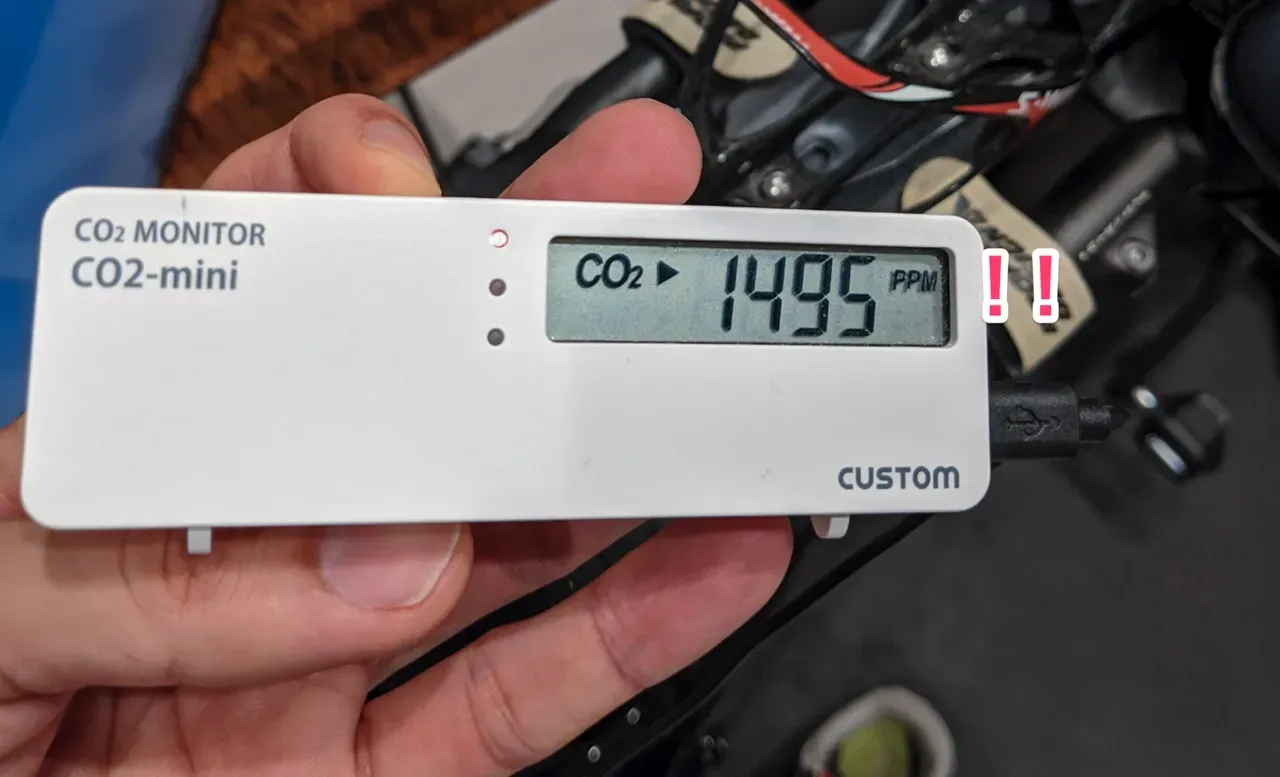 CO₂ MONITOR
CO2-mini
CO₂ ▶ 1495 PPM
!!
CUSTOM